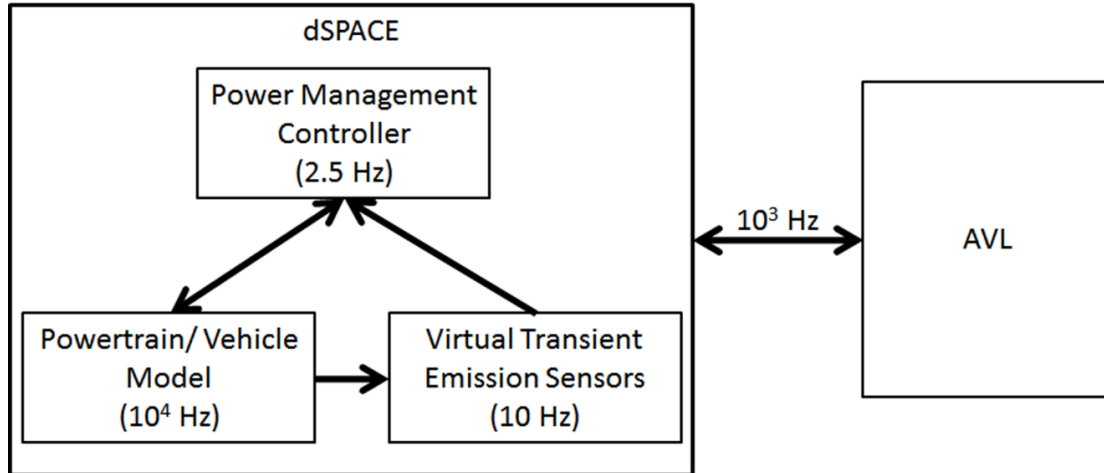 dSPACE
Power Management
Controller
(2.5 Hz)
10³ Hz
AVL
Powertrain/ Vehicle
Model
(10⁴ Hz)
Virtual Transient
Emission Sensors
(10 Hz)